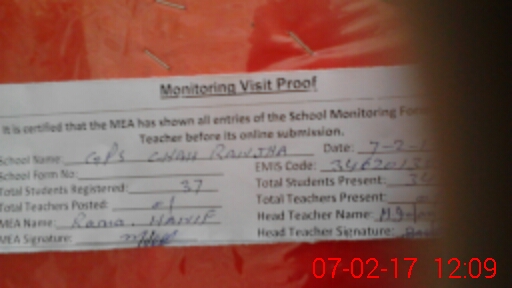 Monitoring Visit Proof
It is certified that the MEA has shown all entries of the School Monitoring
Teacher before its online submission.
School Name: GPS CHAH RANJHA Date: 7-2-
School Form No: EMIS Code:
Total Students Registered: 37 Total Students Present:
Total Teachers Posted: Total Teachers Present:
MEA Name: Rana Head Teacher Name:
MEA Signature: Head Teacher Signature:
07-02-17 12:09